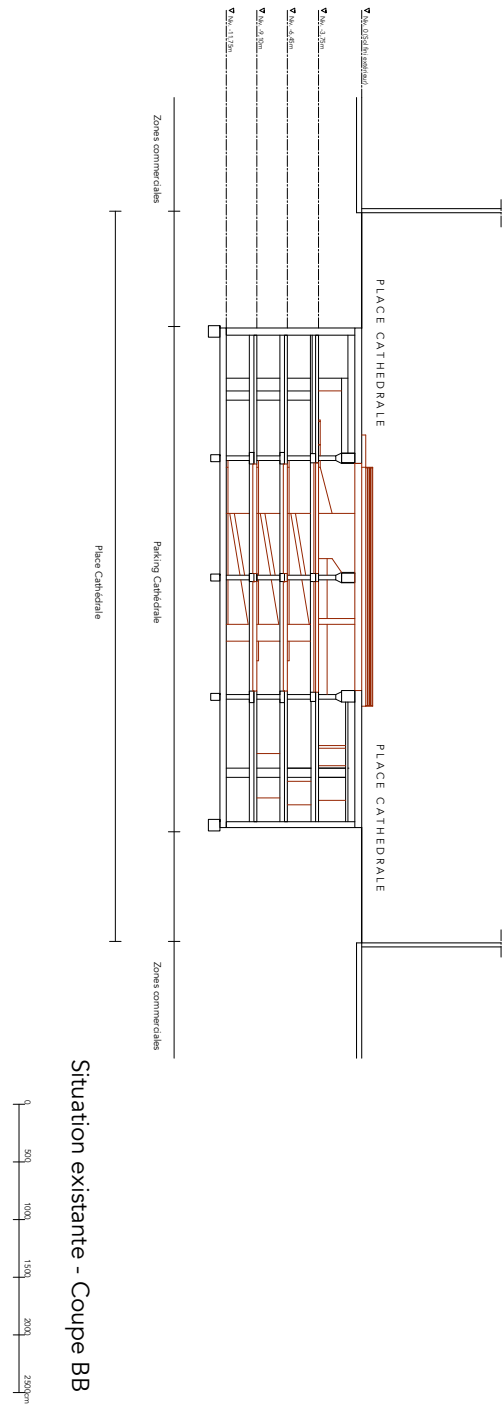 Niv. 0 (Sol fini extérieur)
Niv. -3,75m
Niv. -6,45m
Niv. -9,10m
Niv. -11,75m
PLACE CATHEDRALE
PLACE CATHEDRALE
Zones commerciales
Parking Cathédrale
Zones commerciales
Place Cathédrale
Situation existante - Coupe BB
0 500 1000 1500 2000 2500cm